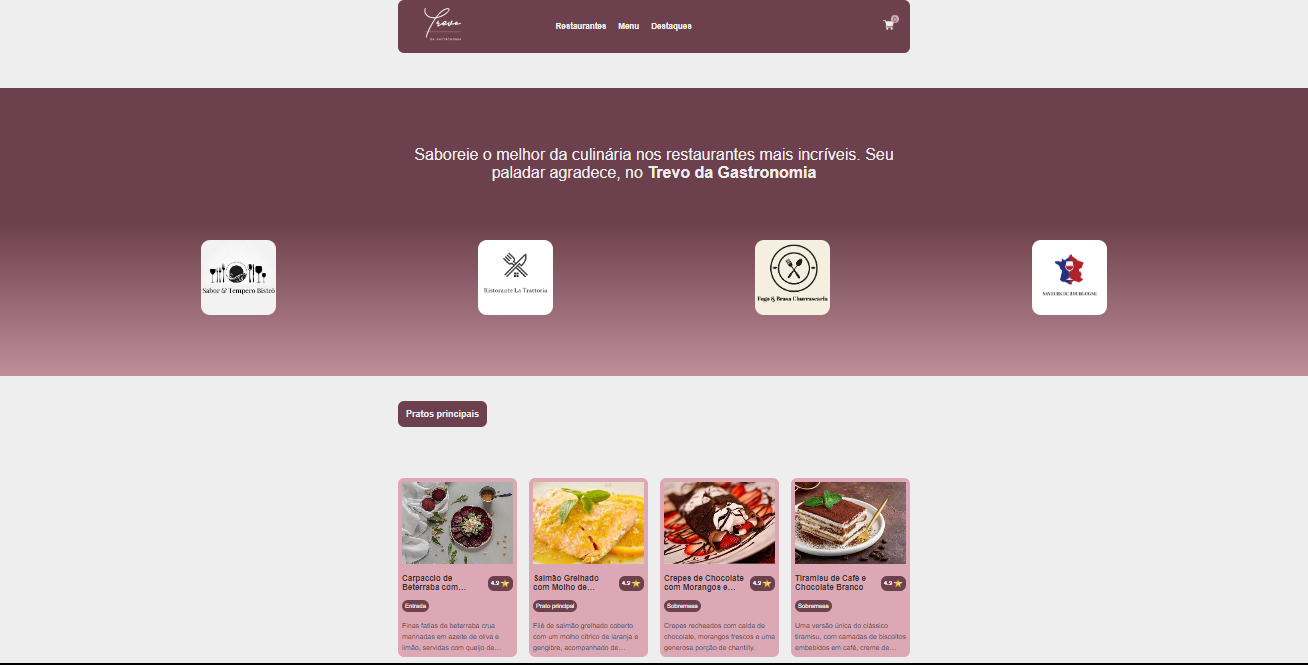 Trevo
DA GASTRONOMIA
Restaurantes Menu Destaques
0
Saboreie o melhor da culinária nos restaurantes mais incríveis. Seu
paladar agradece, no Trevo da Gastronomia
Sabor & Tempero Bistrô
Ristorante La Trattoria
Fogo & Brasa Churrascaria
SAVEURS DE BOURGOGNE
Pratos principais
Carpaccio de
Beterraba com...
4.9
Entrada
Finas fatias de beterraba crua
marinadas em azeite de oliva e
limão, servidas com queijo de...
Salmão Grelhado
com Molho de...
4.9
Prato principal
Filé de salmão grelhado coberto
com um molho cítrico de laranja e
gengibre, acompanhado de...
Crepes de Chocolate
com Morangos e...
4.9
Sobremesa
Crepes recheados com calda de
chocolate, morangos frescos e uma
generosa porção de chantilly.
Tiramisu de Café e
Chocolate Branco
4.9
Sobremesa
Uma versão única do clássico
tiramisu, com camadas de biscoitos
embebidos em café, creme de...